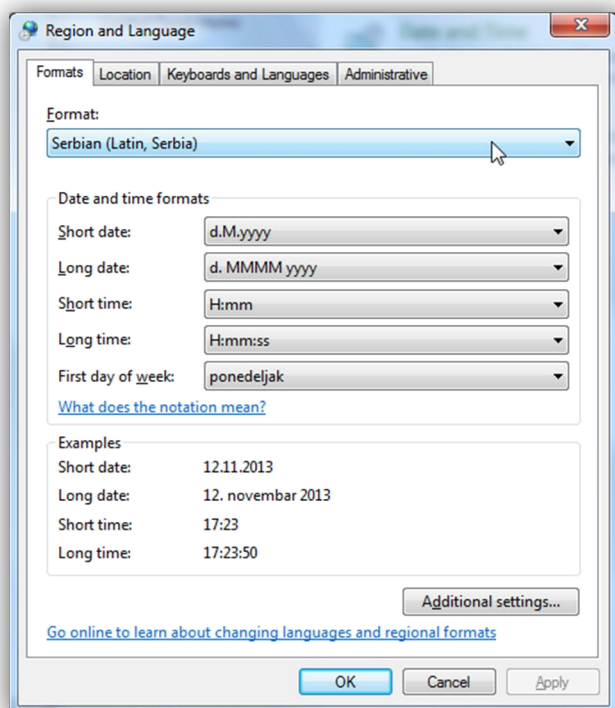 Region and Language
Formats Location Keyboards and Languages Administrative
Format:
Serbian (Latin, Serbia)
Date and time formats
Short date: d.M.yyyy
Long date: d. MMMM yyyy
Short time: H:mm
Long time: H:mm:ss
First day of week: ponedeljak
What does the notation mean?
Examples
Short date: 12.11.2013
Long date: 12. novembar 2013
Short time: 17:23
Long time: 17:23:50
Additional settings...
Go online to learn about changing languages and regional formats
OK Cancel Apply